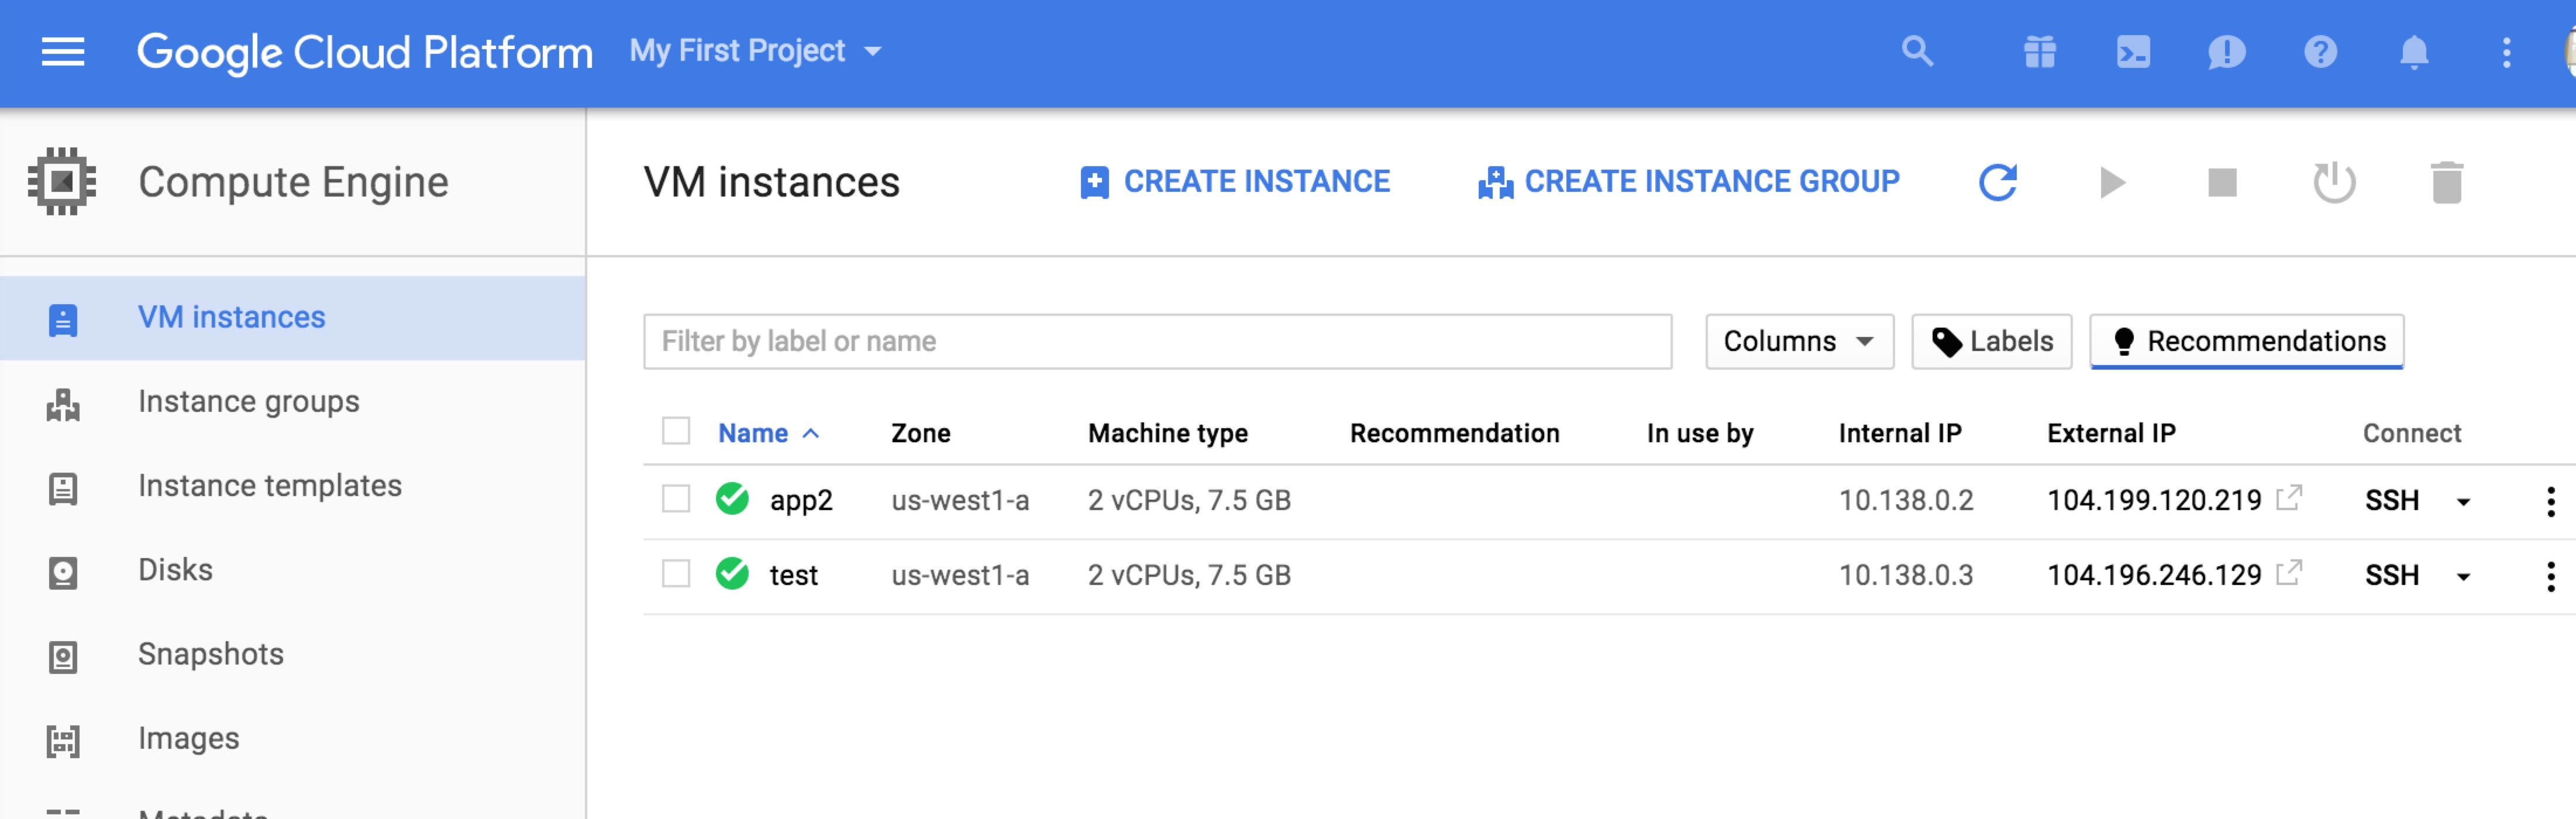 Google Cloud Platform My First Project
Compute Engine
VM instances CREATE INSTANCE CREATE INSTANCE GROUP
VM instances
Instance groups
Instance templates
Disks
Snapshots
Images
Filter by label or name Columns Labels Recommendations
Name Zone Machine type Recommendation In use by Internal IP External IP Connect
app2 us-west1-a 2 vCPUs, 7.5 GB 10.138.0.2 104.199.120.219 SSH
test us-west1-a 2 vCPUs, 7.5 GB 10.138.0.3 104.196.246.129 SSH